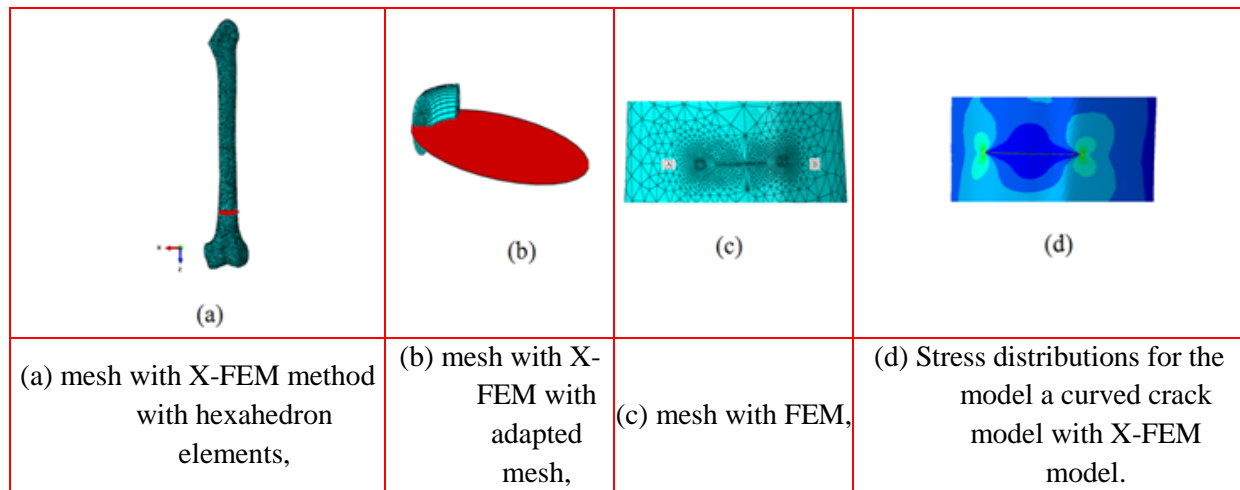 x
z
(a)
(b)
A
(c)
(d)
(a) mesh with X-FEM method
with hexahedron
elements,
(b) mesh with X-
FEM with
adapted
mesh,
(c) mesh with FEM,
(d) Stress distributions for the
model a curved crack
model with X-FEM
model.